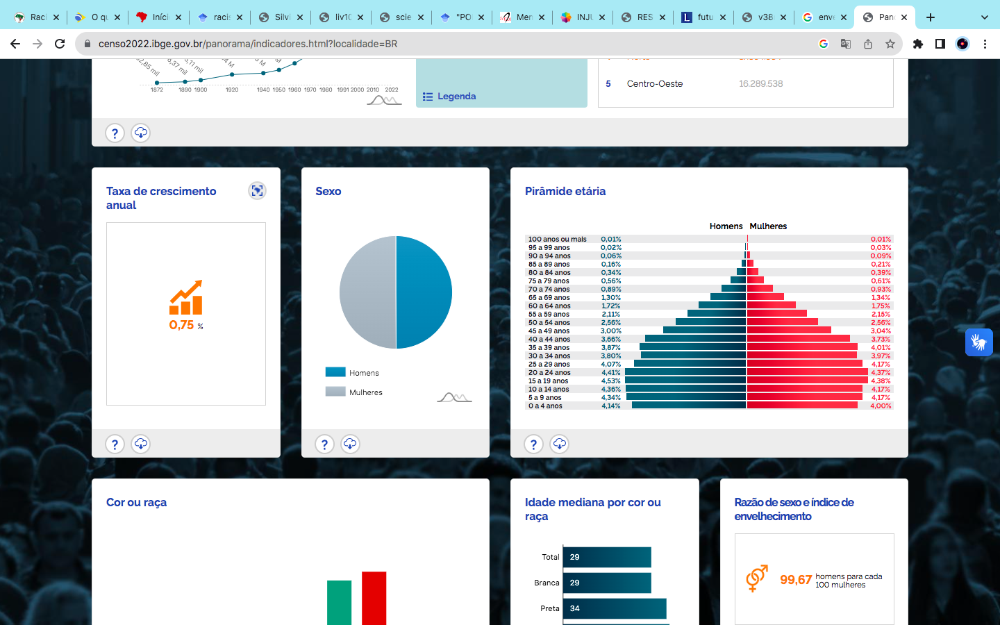 Raci
O qu
Iníci
racis
Silvi
liv10
scie
"PO
Men
INJU
RES
futu
v38
enve
Pano
censo2022.ibge.gov.br/panorama/indicadores.html?localidade=BR
1872 1890 1900 1920 1940 1950 1960 1970 1980 1991 2000 2010 2022
Legenda
5 Centro-Oeste 16.289.538
?
Taxa de crescimento
anual
0,75 %
?
Sexo
Homens
Mulheres
?
Pirâmide etária
Homens Mulheres
100 anos ou mais 0,01% 0,01%
95 a 99 anos 0,02% 0,03%
90 a 94 anos 0,06% 0,09%
85 a 89 anos 0,16% 0,21%
80 a 84 anos 0,34% 0,39%
75 a 79 anos 0,56% 0,61%
70 a 74 anos 0,89% 0,93%
65 a 69 anos 1,30% 1,34%
60 a 64 anos 1,72% 1,75%
55 a 59 anos 2,11% 2,15%
50 a 54 anos 2,56% 2,56%
45 a 49 anos 3,00% 3,04%
40 a 44 anos 3,66% 3,73%
35 a 39 anos 3,87% 4,01%
30 a 34 anos 3,80% 3,97%
25 a 29 anos 4,07% 4,17%
20 a 24 anos 4,41% 4,37%
15 a 19 anos 4,53% 4,38%
10 a 14 anos 4,36% 4,17%
5 a 9 anos 4,34% 4,17%
0 a 4 anos 4,14% 4,00%
?
Cor ou raça
Idade mediana por cor ou
raça
Total 29
Branca 29
Preta 34
Razão de sexo e índice de
envelhecimento
99,67 homens para cada
100 mulheres